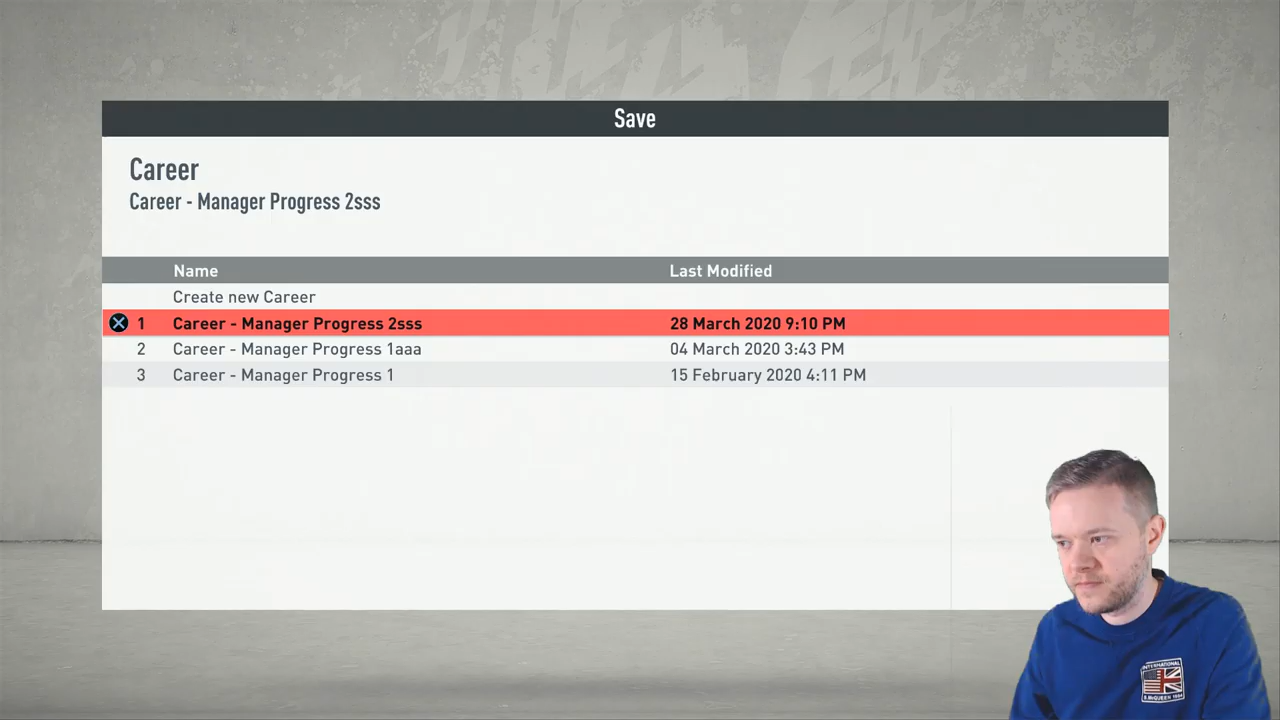 Save
Career
Career - Manager Progress 2sss
Name Last Modified
Create new Career
1 Career - Manager Progress 2sss 28 March 2020 9:10 PM
2 Career - Manager Progress 1aaa 04 March 2020 3:43 PM
3 Career - Manager Progress 1 15 February 2020 4:11 PM
INTERNATIONAL